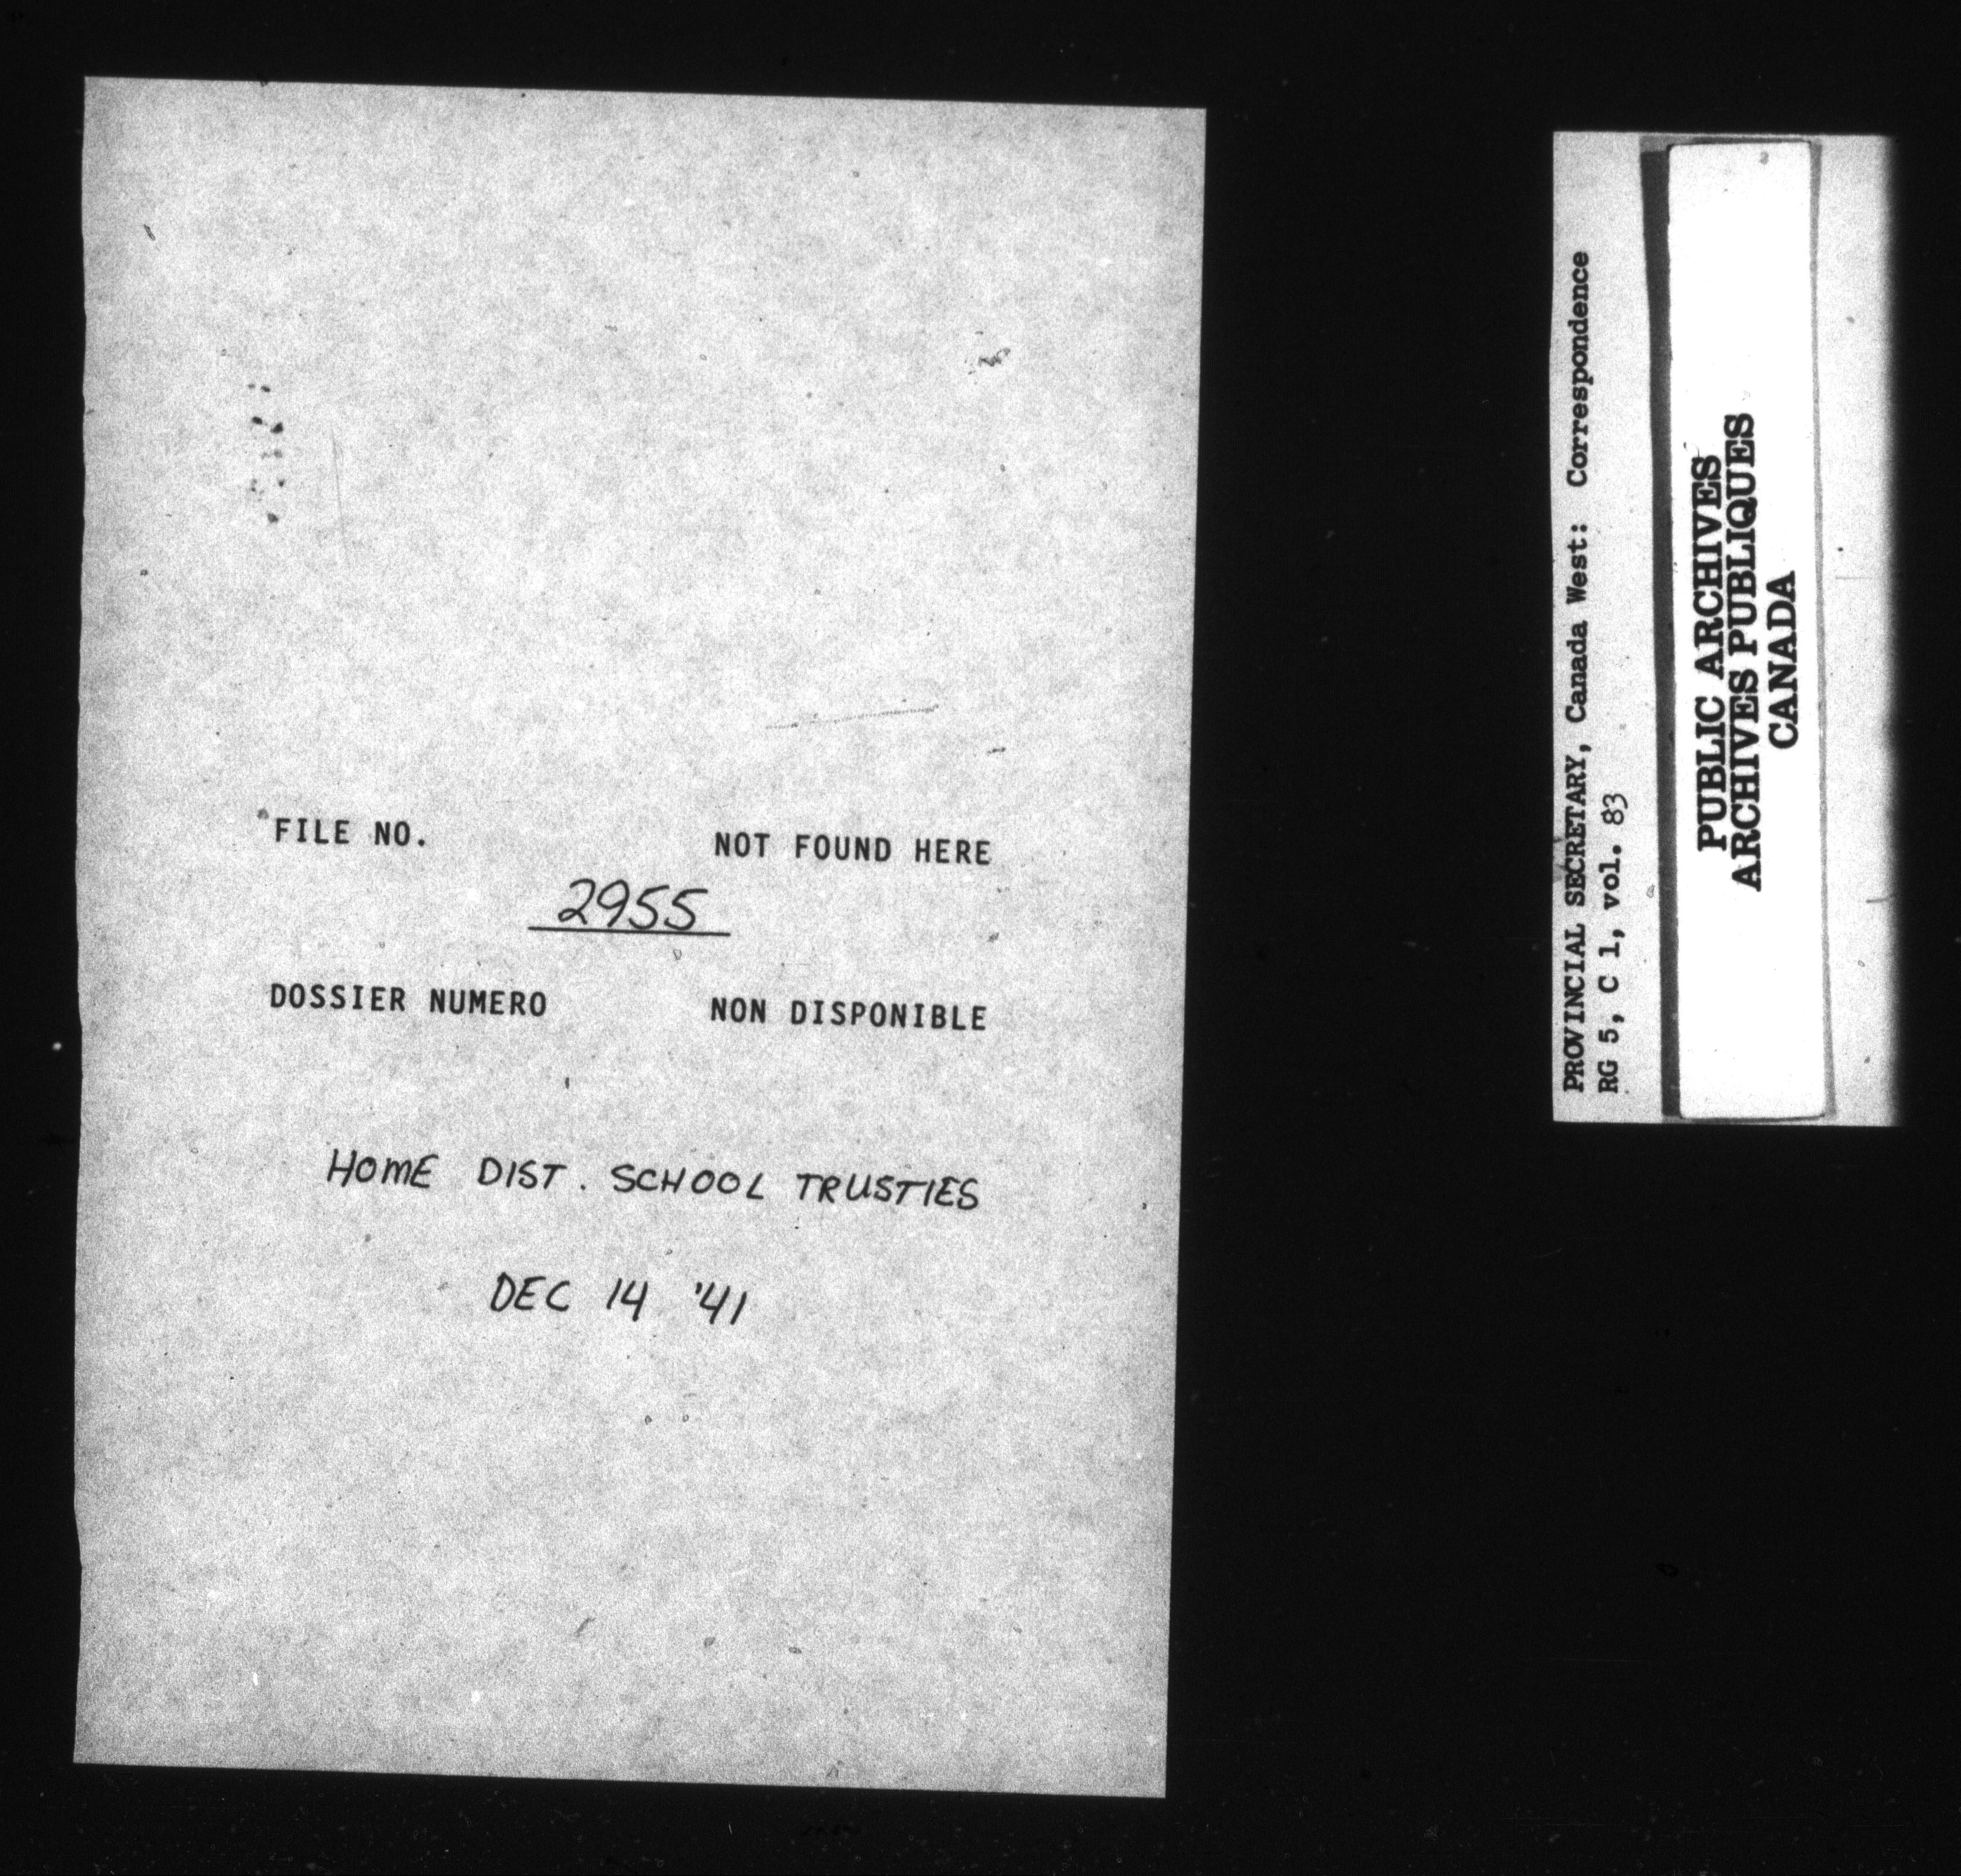 FILE NO. NOT FOUND HERE
2955
DOSSIER NUMERO NON DISPONIBLE
HOME DIST. SCHOOL TRUSTIES
DEC 14 '41
PROVINCIAL SECRETARY, Canada West: Correspondence
RG 5, C 1, vol. 83
PUBLIC ARCHIVES
ARCHIVES PUBLIQUES
CANADA